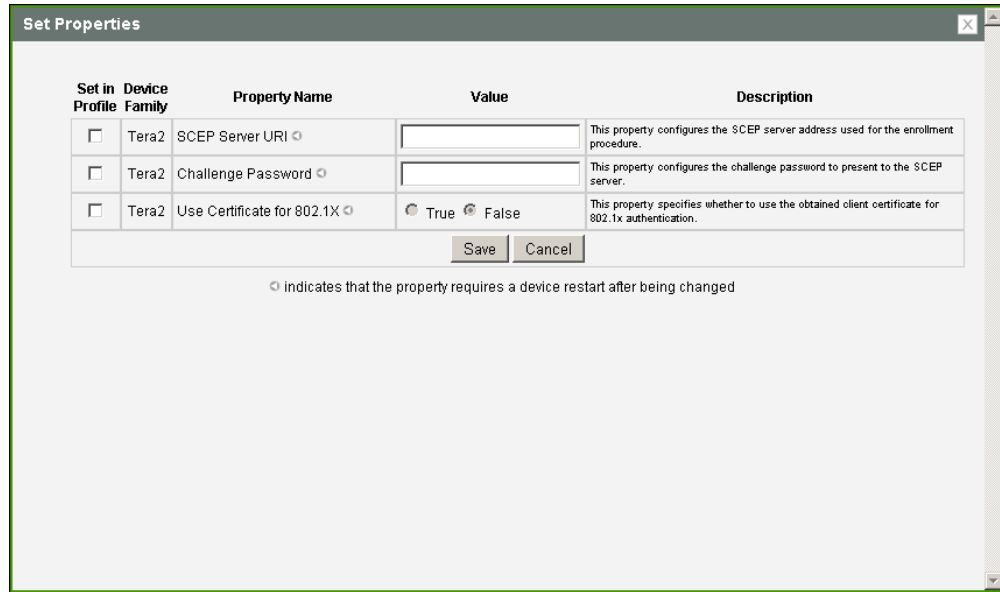 Set Properties
Set in Profile
Device Family
Property Name
Value
Description
Tera2
SCEP Server URI
This property configures the SCEP server address used for the enrollment
procedure.
Tera2
Challenge Password
This property configures the challenge password to present to the SCEP
server.
Tera2
Use Certificate for 802.1X
True
False
This property specifies whether to use the obtained client certificate for
802.1x authentication.
Save
Cancel
indicates that the property requires a device restart after being changed